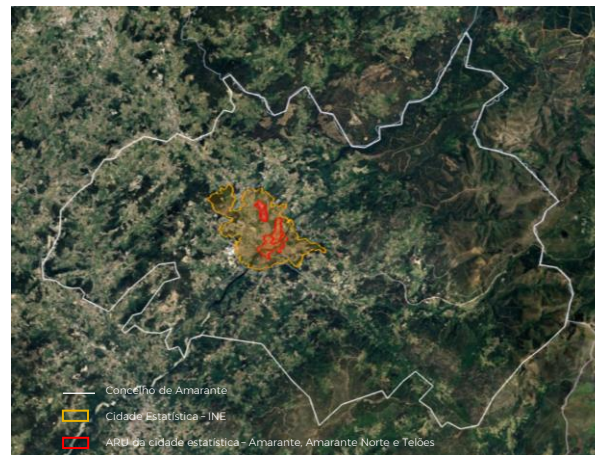 Concelho de Amarante
Cidade Estatística - INE
ARU da cidade estatística - Amarante, Amarante Norte e Telões